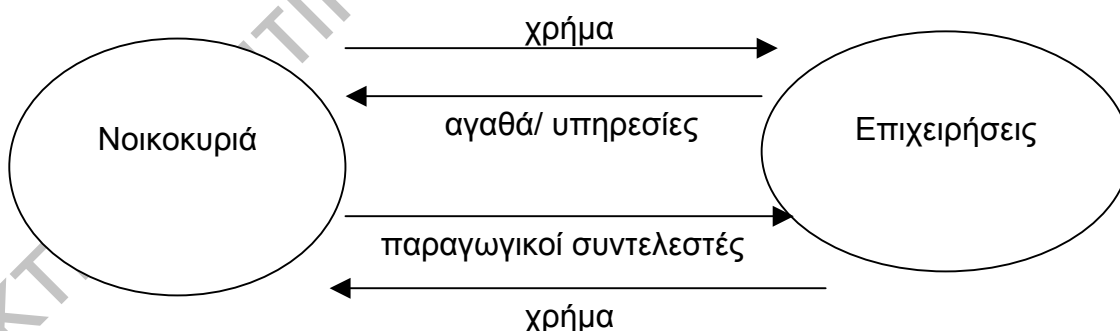 χρήμα
αγαθά/ υπηρεσίες
Νοικοκυριά
Επιχειρήσεις
παραγωγικοί συντελεστές
χρήμα